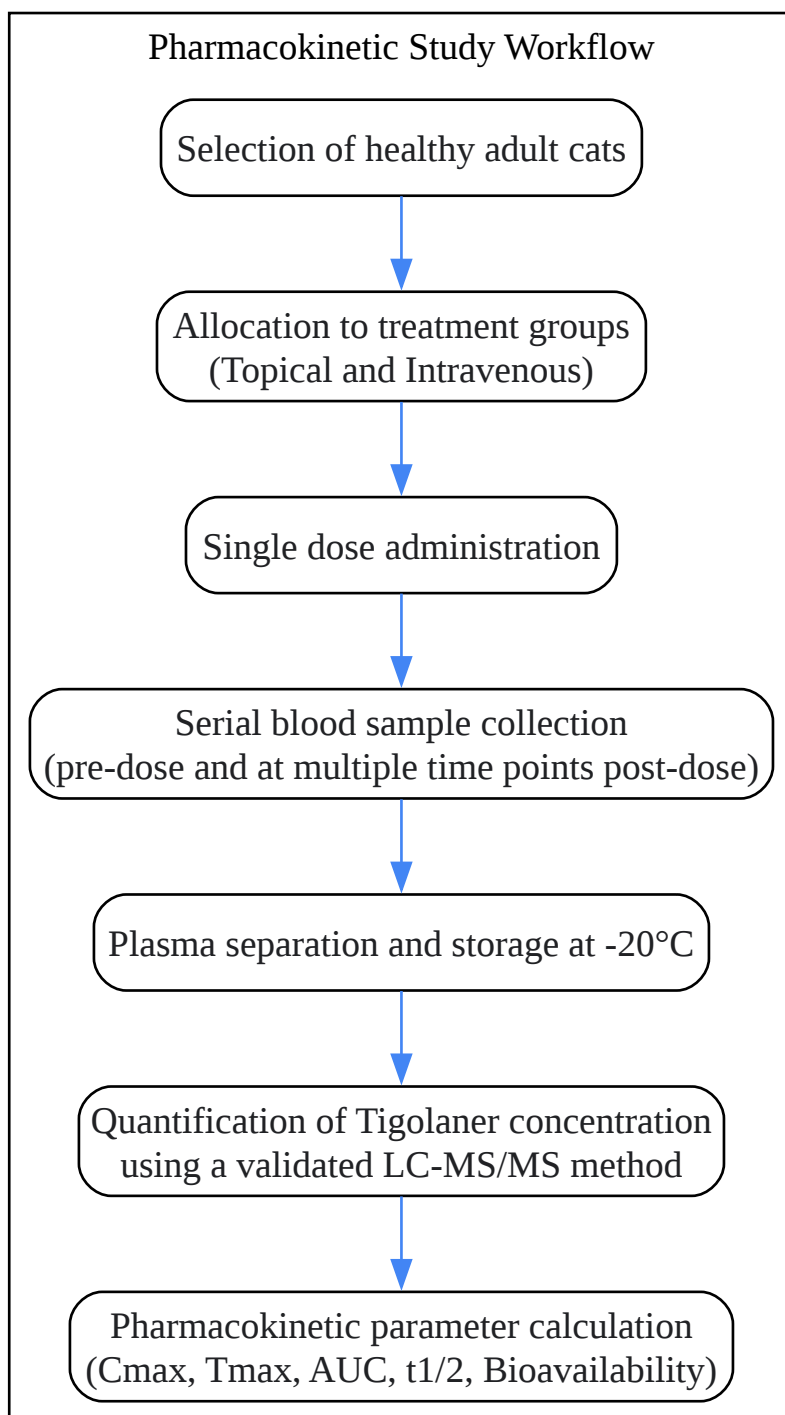 Pharmacokinetic Study Workflow
Selection of healthy adult cats
Allocation to treatment groups
(Topical and Intravenous)
Single dose administration
Serial blood sample collection
(pre-dose and at multiple time points post-dose)
Plasma separation and storage at -20°C
Quantification of Tigolaner concentration
using a validated LC-MS/MS method
Pharmacokinetic parameter calculation
(Cmax, Tmax, AUC, t1/2, Bioavailability)